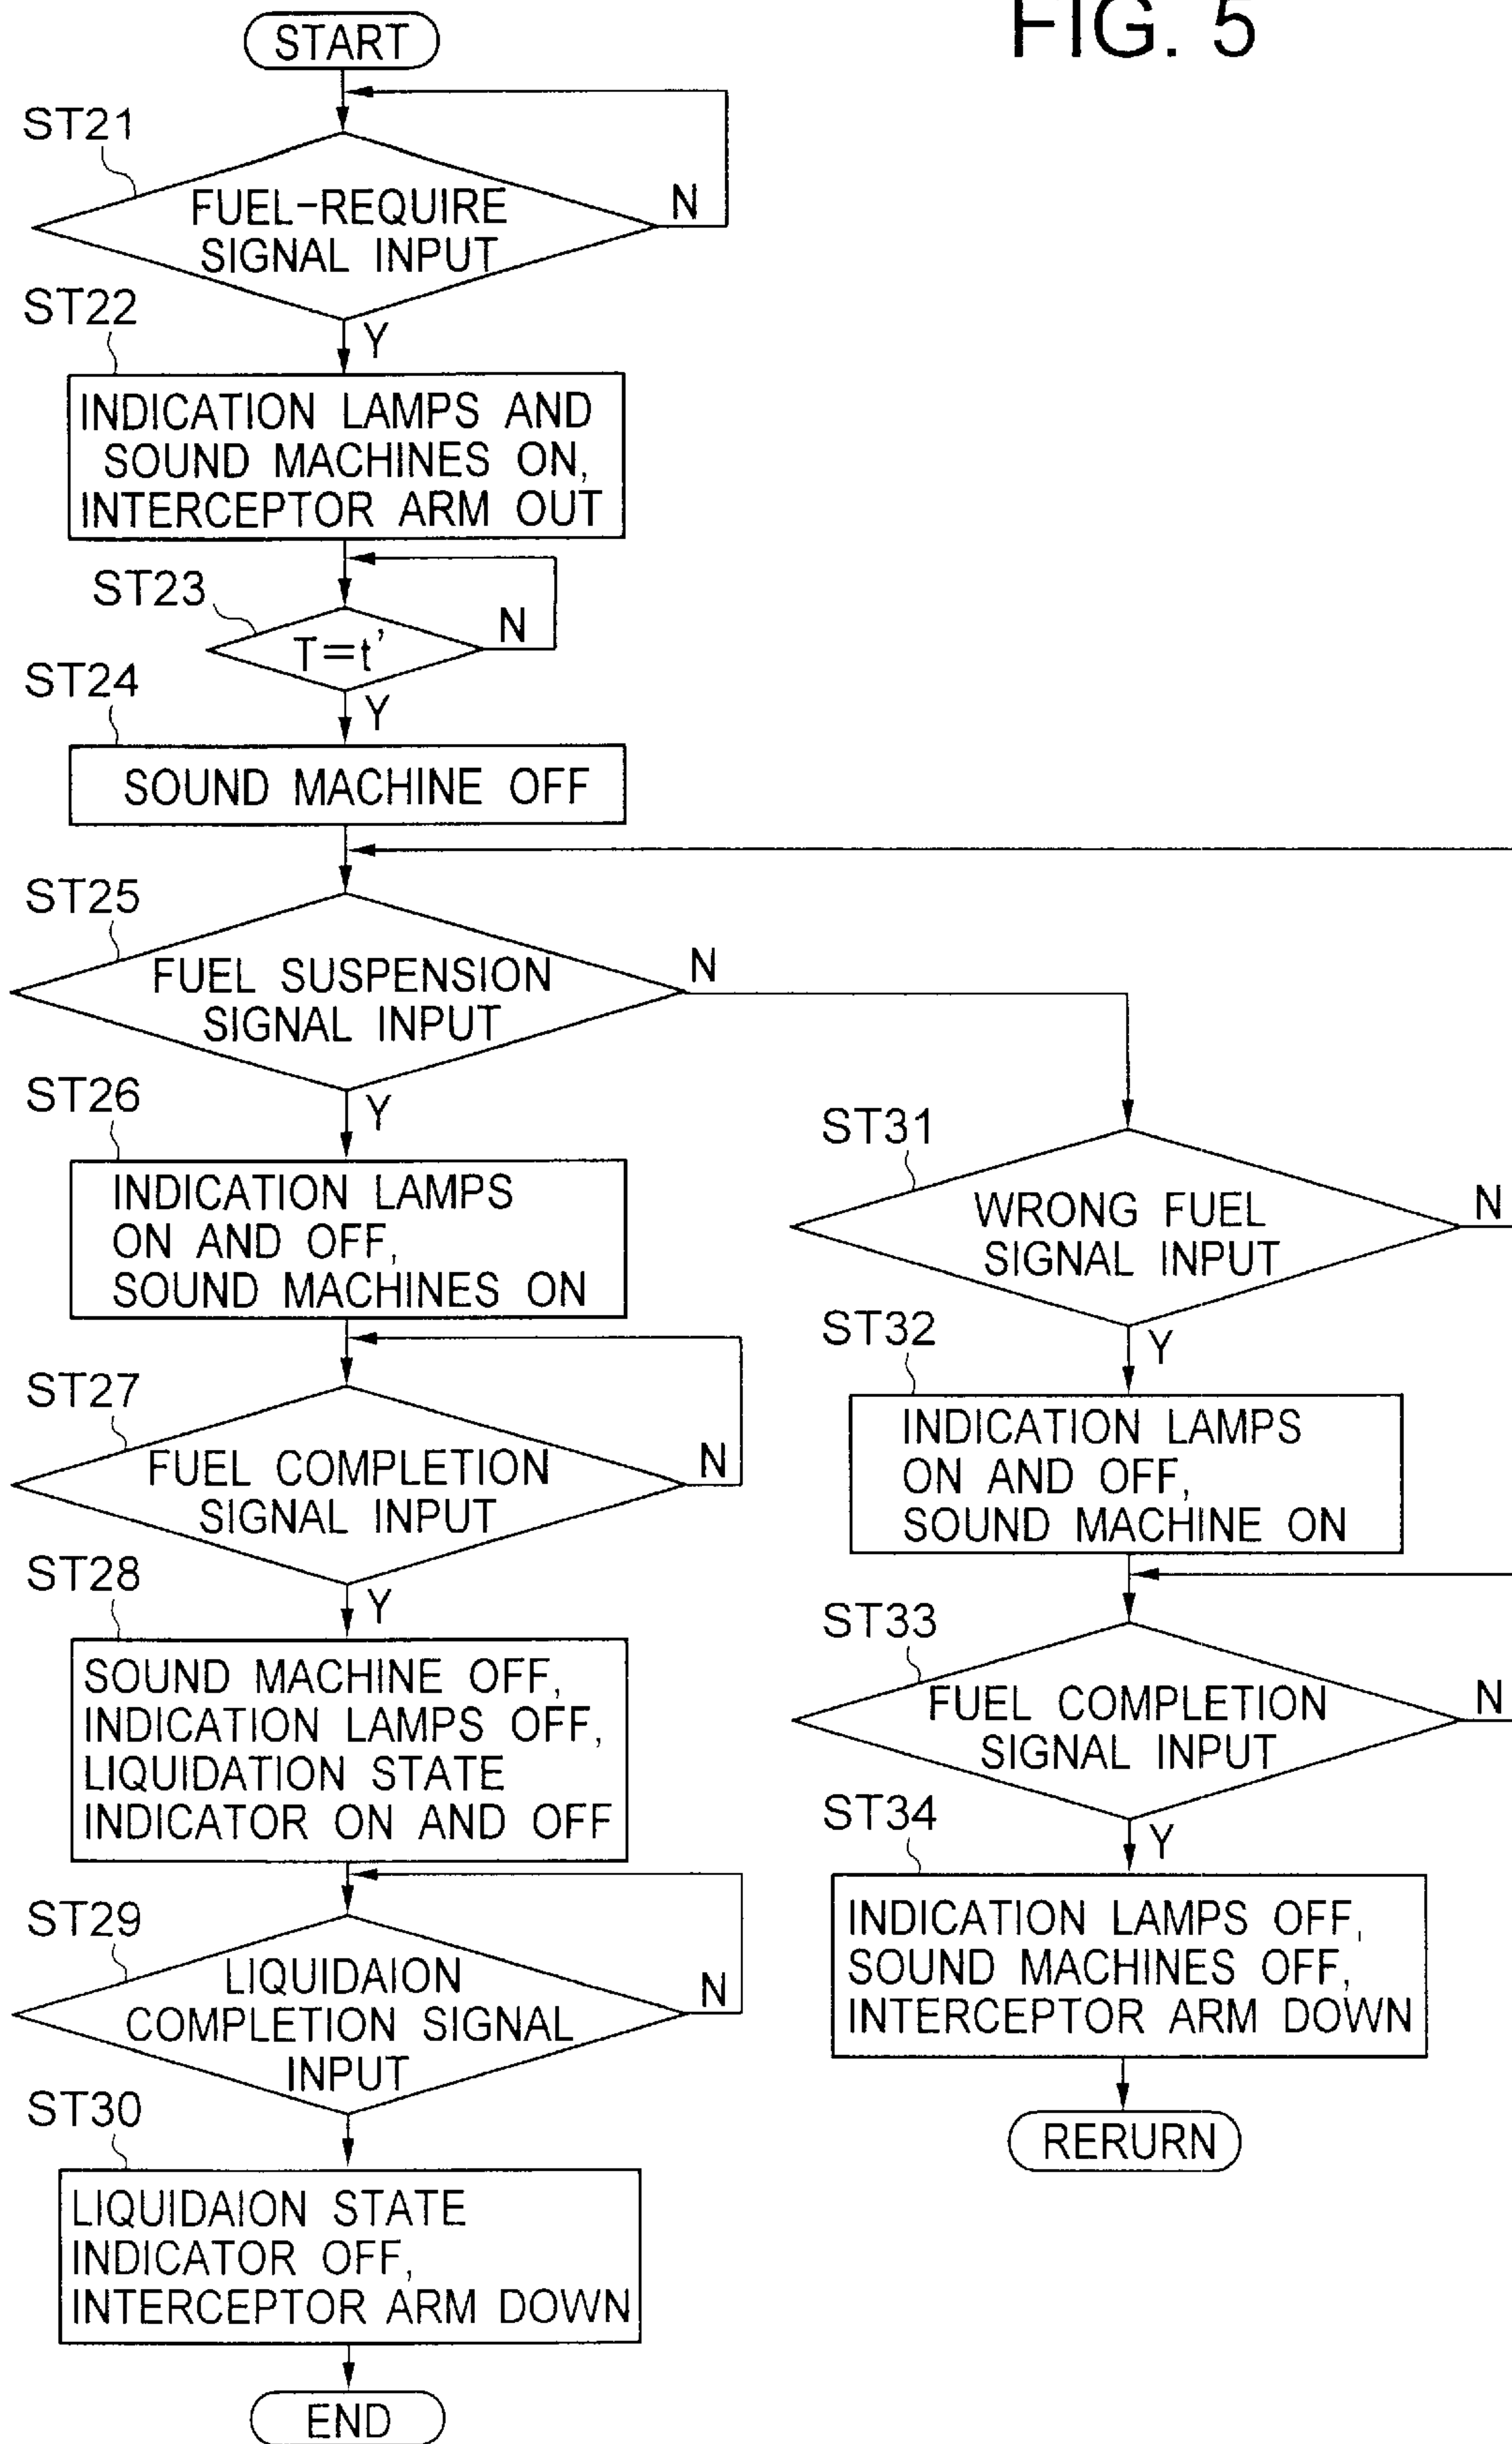 FIG. 5
START
ST21
FUEL-REQUIRE
SIGNAL INPUT
N
Y
ST22
INDICATION LAMPS AND
SOUND MACHINES ON,
INTERCEPTOR ARM OUT
ST23
T=t'
N
Y
ST24
SOUND MACHINE OFF
ST25
FUEL SUSPENSION
SIGNAL INPUT
N
Y
ST26
INDICATION LAMPS
ON AND OFF,
SOUND MACHINES ON
ST27
FUEL COMPLETION
SIGNAL INPUT
N
Y
ST28
SOUND MACHINE OFF,
INDICATION LAMPS OFF,
LIQUIDATION STATE
INDICATOR ON AND OFF
ST29
LIQUIDAION
COMPLETION SIGNAL
INPUT
N
ST30
LIQUIDAION STATE
INDICATOR OFF,
INTERCEPTOR ARM DOWN
END
ST31
WRONG FUEL
SIGNAL INPUT
N
Y
ST32
INDICATION LAMPS
ON AND OFF,
SOUND MACHINE ON
ST33
FUEL COMPLETION
SIGNAL INPUT
N
Y
ST34
INDICATION LAMPS OFF,
SOUND MACHINES OFF,
INTERCEPTOR ARM DOWN
RERURN